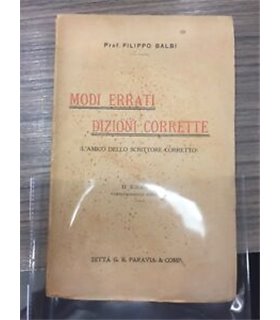 Prof. FILIPPO BALBI
MODI ERRATI
DIZIONI CORRETTE
(L'AMICO DELLO SCRITTORE CORRETTO)
DITTA G. B. PARAVIA & COMP.